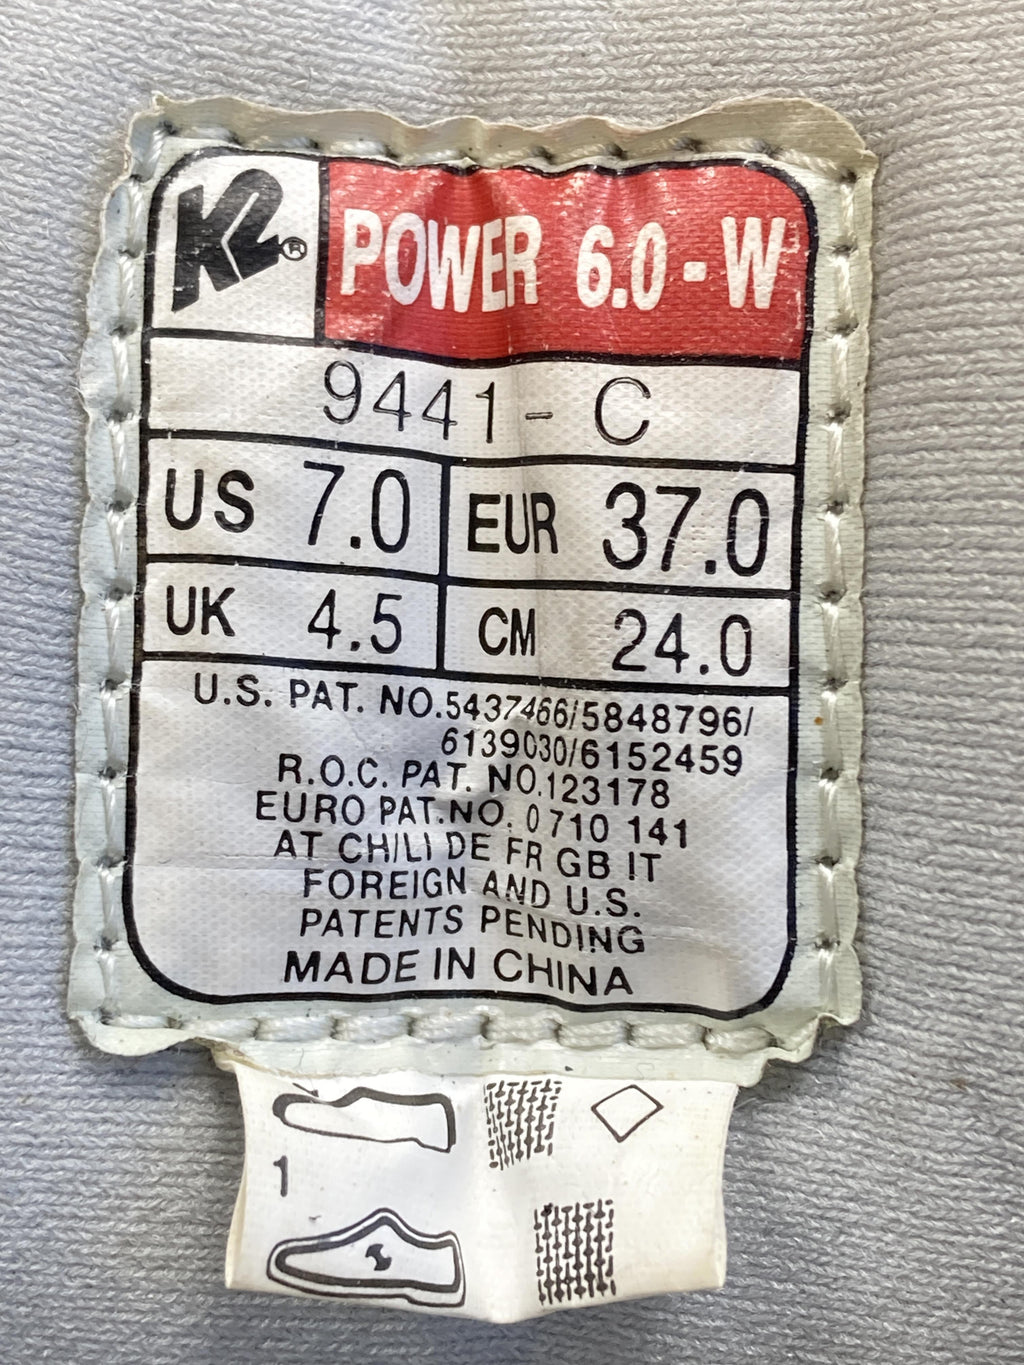 K2®
POWER 6.0 - W
9441 - C
US 7.0 EUR 37.0
UK 4.5 CM 24.0
U.S. PAT. NO.5437466/5848796/
6139030/6152459
R.O.C. PAT. NO.123178
EURO PAT.NO. 0710 141
AT CH/LI DE FR GB IT
FOREIGN AND U.S.
PATENTS PENDING
MADE IN CHINA
1